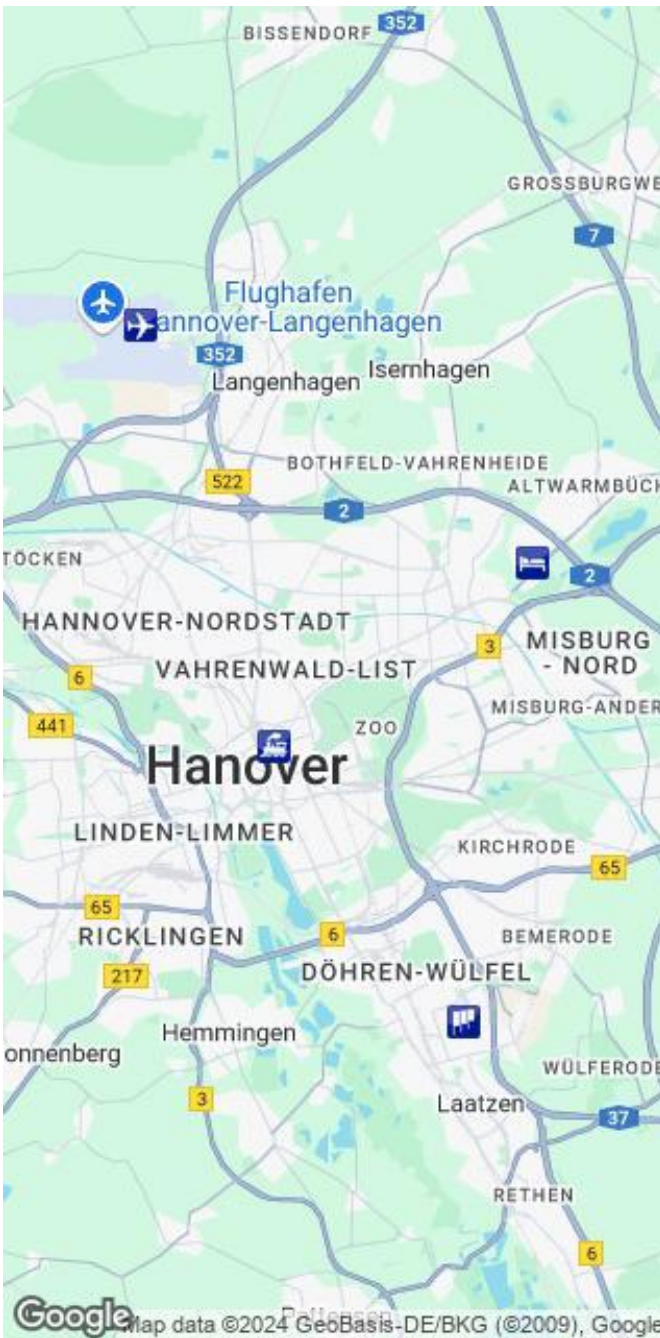 352
BISSENDORF
GROSSBURGWE
7
Flughafen
annover-Langenhagen
352
Langenhagen
Isernhagen
BOTHFELD-VAHRENHEIDE
522
ALTWARMBÜCH
2
TÖCKEN
2
HANNOVER-NORDSTADT
3
MISBURG
- NORD
VAHRENWALD-LIST
6
MISBURG-ANDER
441
ZOO
Hanover
LINDEN-LIMMER
KIRCHRODE
65
65
RICKLINGEN
6
BEMERODE
217
DÖHREN-WÜLFEL
Hemmingen
onnenberg
WÜLFERODE
3
Laatzen
37
RETHEN
6
Google
Map data ©2024 GeoBasis-DE/BKG (©2009), Google